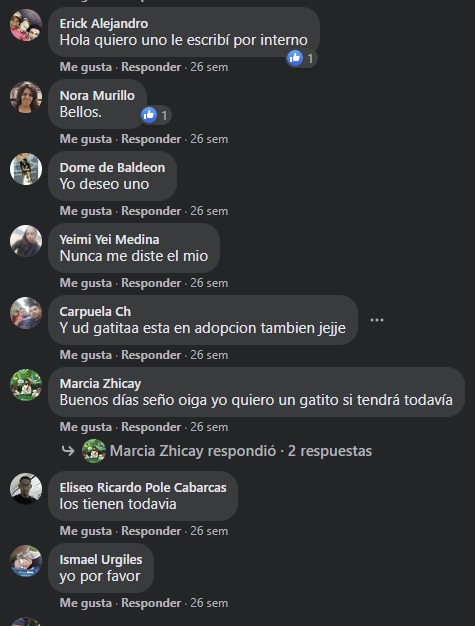 Erick Alejandro
Hola quiero uno le escribí por interno
1
Me gusta · Responder · 26 sem
Nora Murillo
Bellos.
1
Me gusta · Responder · 26 sem
Dome de Baldeon
Yo deseo uno
Me gusta · Responder · 26 sem
Yeimi Yei Medina
Nunca me diste el mio
Me gusta · Responder · 26 sem
Carpuela Ch
Y ud gatitaa esta en adopcion tambien jejje
Me gusta · Responder · 26 sem
Marcia Zhicay
Buenos días seño oiga yo quiero un gatito si tendrá todavía
Me gusta · Responder · 26 sem
Marcia Zhicay respondió · 2 respuestas
Eliseo Ricardo Pole Cabarcas
los tienen todavia
Me gusta · Responder · 26 sem
Ismael Urgiles
yo por favor
Me gusta · Responder · 26 sem